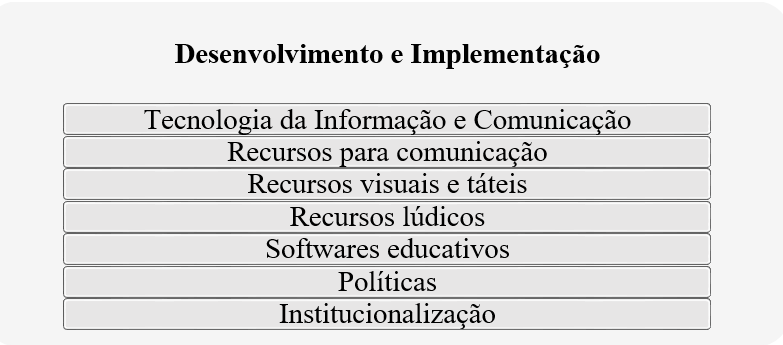 Desenvolvimento e Implementação
Tecnologia da Informação e Comunicação
Recursos para comunicação
Recursos visuais e táteis
Recursos lúdicos
Softwares educativos
Políticas
Institucionalização